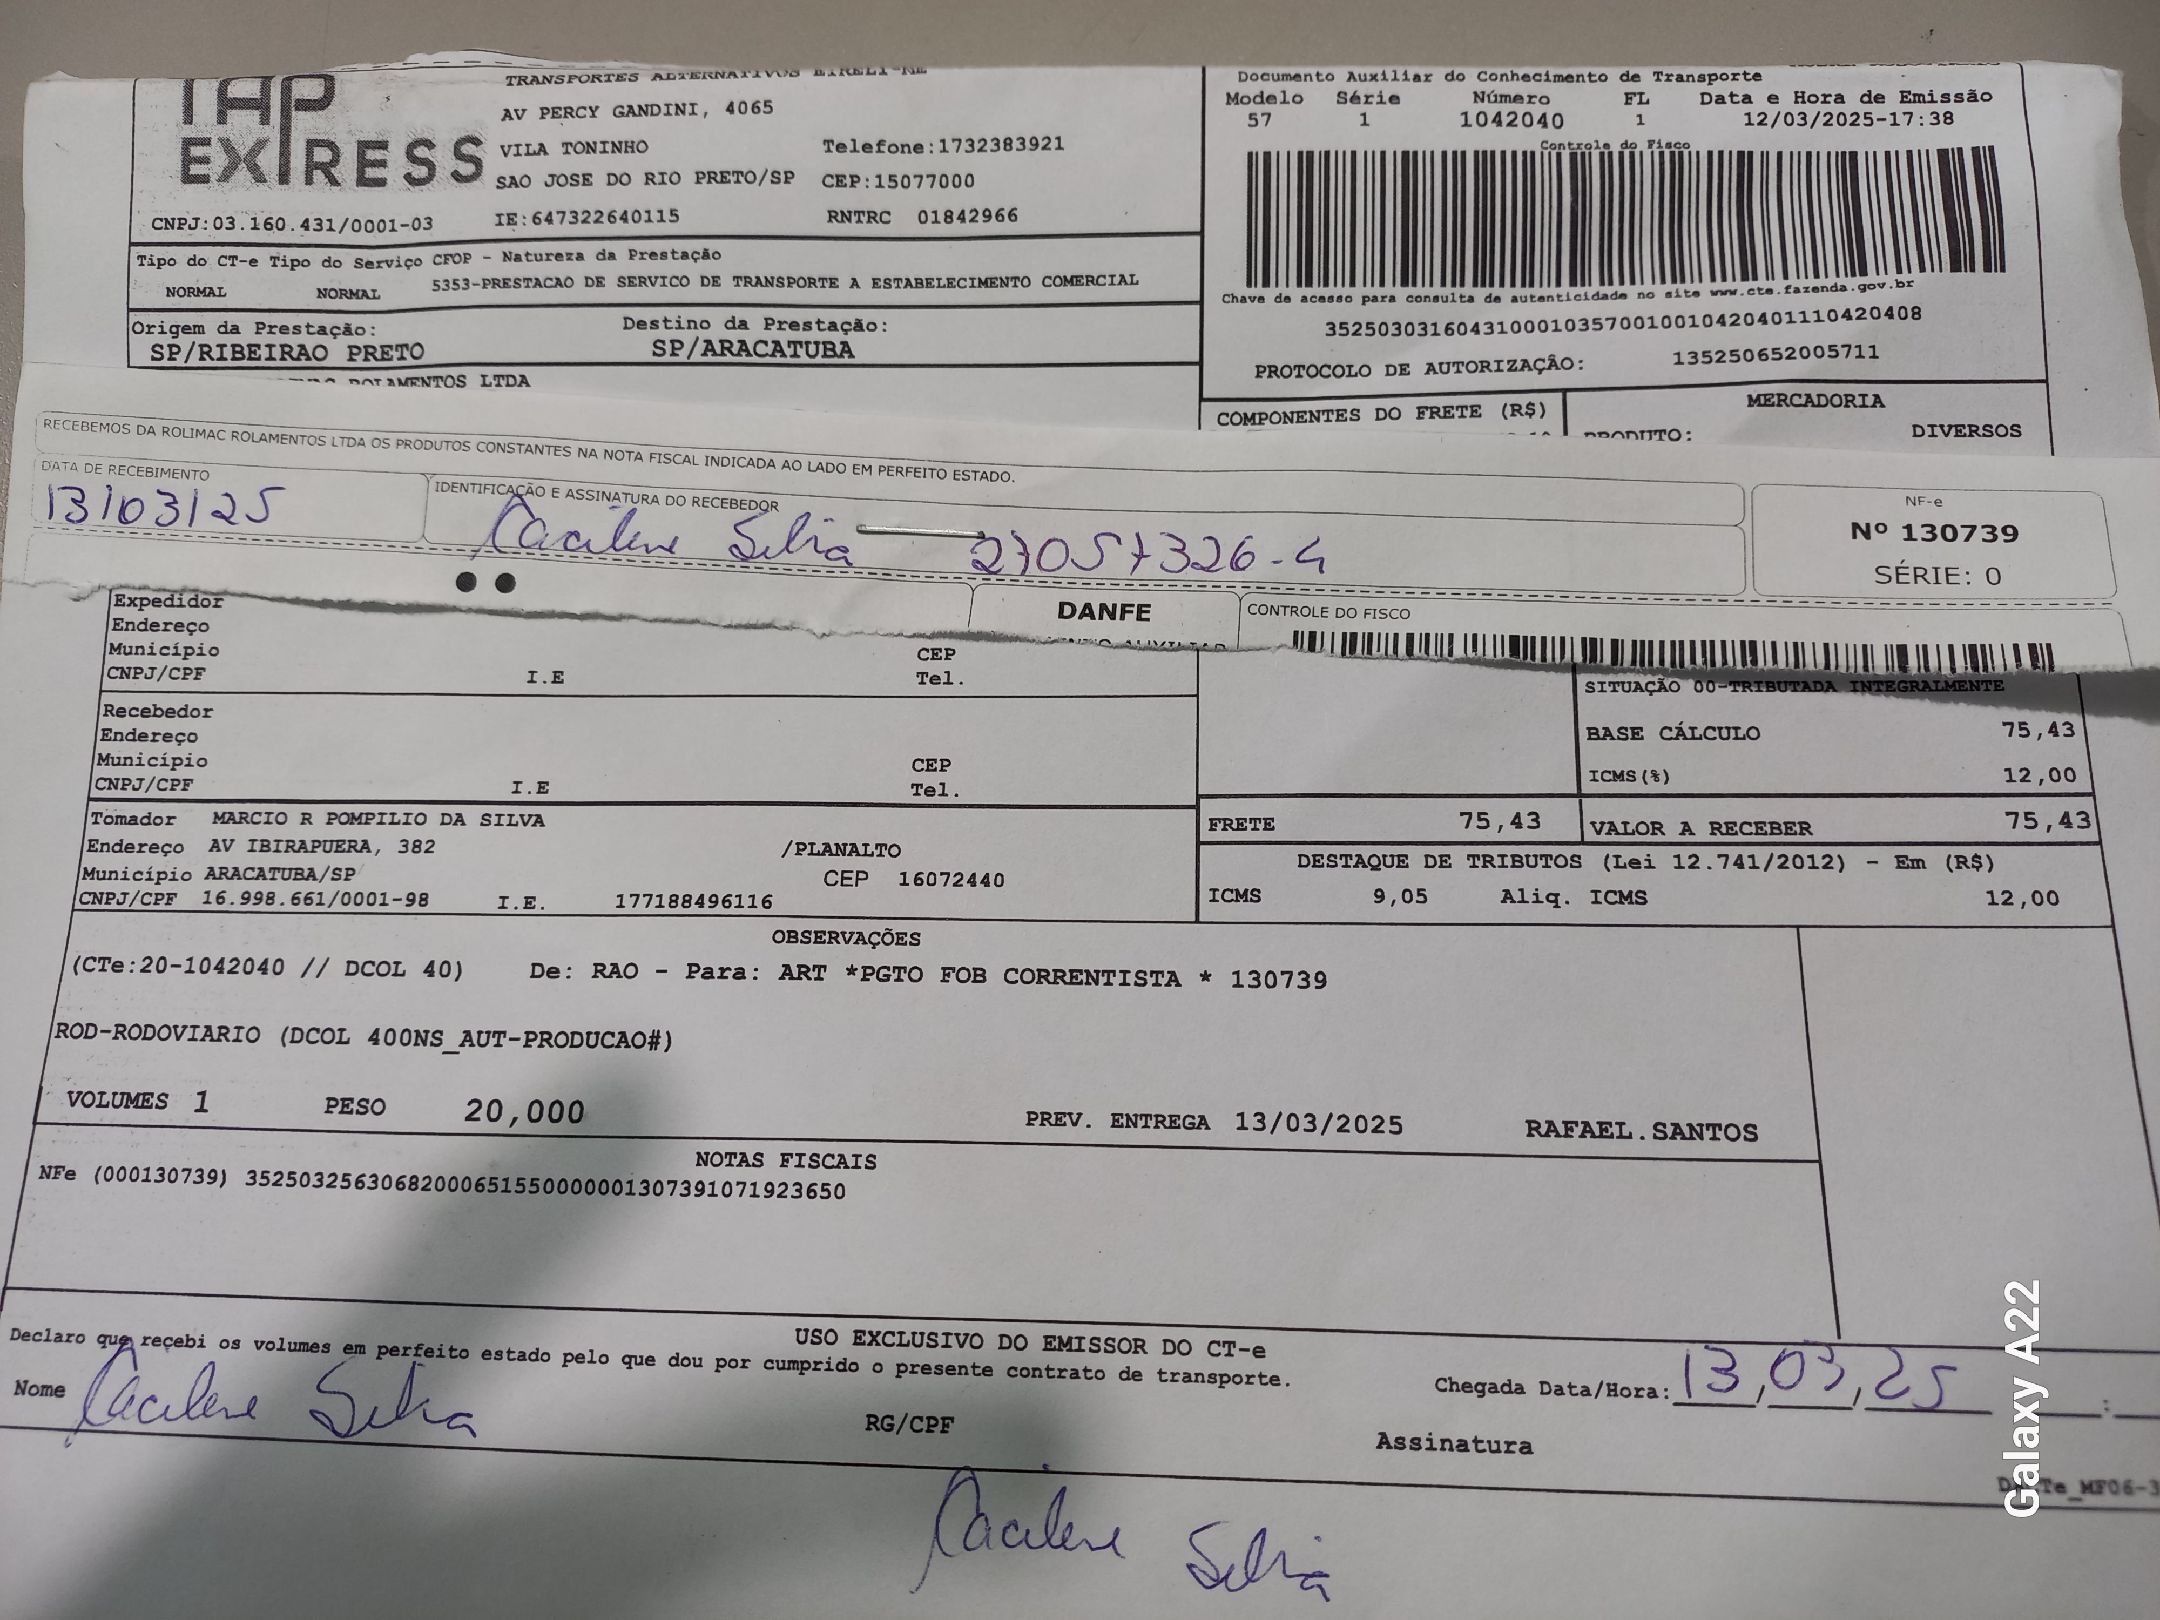 TAP
EXPRESS
TRANSPORTES ALTERNATIVOS EIRELI-ME
AV PERCY GANDINI, 4065
VILA TONINHO Telefone:1732383921
SAO JOSE DO RIO PRETO/SP CEP:15077000
CNPJ:03.160.431/0001-03 IE:647322640115 RNTRC 01842966
Documento Auxiliar do Conhecimento de Transporte
Modelo Série Número FL Data e Hora de Emissão
57 1 1042040 1 12/03/2025-17:38
Controle do Fisco
Chave de acesso para consulta de autenticidade no site www.cte.fazenda.gov.br
35250303160431000103570010010420401110420408
PROTOCOLO DE AUTORIZAÇÃO: 135250652005711
Tipo do CT-e Tipo do Serviço CFOP - Natureza da Prestação
NORMAL NORMAL 5353-PRESTACAO DE SERVICO DE TRANSPORTE A ESTABELECIMENTO COMERCIAL
Origem da Prestação: Destino da Prestação:
SP/RIBEIRAO PRETO SP/ARACATUBA
ROLAMENTOS LTDA
COMPONENTES DO FRETE (R$) MERCADORIA
PRODUTO: DIVERSOS
RECEBEMOS DA ROLIMAC ROLAMENTOS LTDA OS PRODUTOS CONSTANTES NA NOTA FISCAL INDICADA AO LADO EM PERFEITO ESTADO.
DATA DE RECEBIMENTO IDENTIFICAÇÃO E ASSINATURA DO RECEBEDOR
13/03/25 Cacilene Silva 27057326-4
NF-e
Nº 130739
SÉRIE: 0
DANFE CONTROLE DO FISCO
Expedidor
Endereço
Município CEP
CNPJ/CPF I.E Tel.
SITUAÇÃO 00-TRIBUTADA INTEGRALMENTE
BASE CÁLCULO 75,43
ICMS(%) 12,00
Recebedor
Endereço
Município CEP
CNPJ/CPF I.E Tel.
FRETE 75,43 VALOR A RECEBER 75,43
Tomador MARCIO R POMPILIO DA SILVA
Endereço AV IBIRAPUERA, 382 /PLANALTO
Município ARACATUBA/SP CEP 16072440
CNPJ/CPF 16.998.661/0001-98 I.E. 177188496116
DESTAQUE DE TRIBUTOS (Lei 12.741/2012) - Em (R$)
ICMS 9,05 Aliq. ICMS 12,00
OBSERVAÇÕES
(CTe:20-1042040 // DCOL 40) De: RAO - Para: ART *PGTO FOB CORRENTISTA * 130739
ROD-RODOVIARIO (DCOL 400NS_AUT-PRODUCAO#)
VOLUMES 1 PESO 20,000 PREV. ENTREGA 13/03/2025 RAFAEL.SANTOS
NOTAS FISCAIS
NFe (000130739) 35250325630682000651550000001307391071923650
USO EXCLUSIVO DO EMISSOR DO CT-e
Declaro que recebi os volumes em perfeito estado pelo que dou por cumprido o presente contrato de transporte.
Nome Cacilene Silva RG/CPF Chegada Data/Hora: 13,03,25 :
Assinatura
Cacilene Silva
Galaxy A22